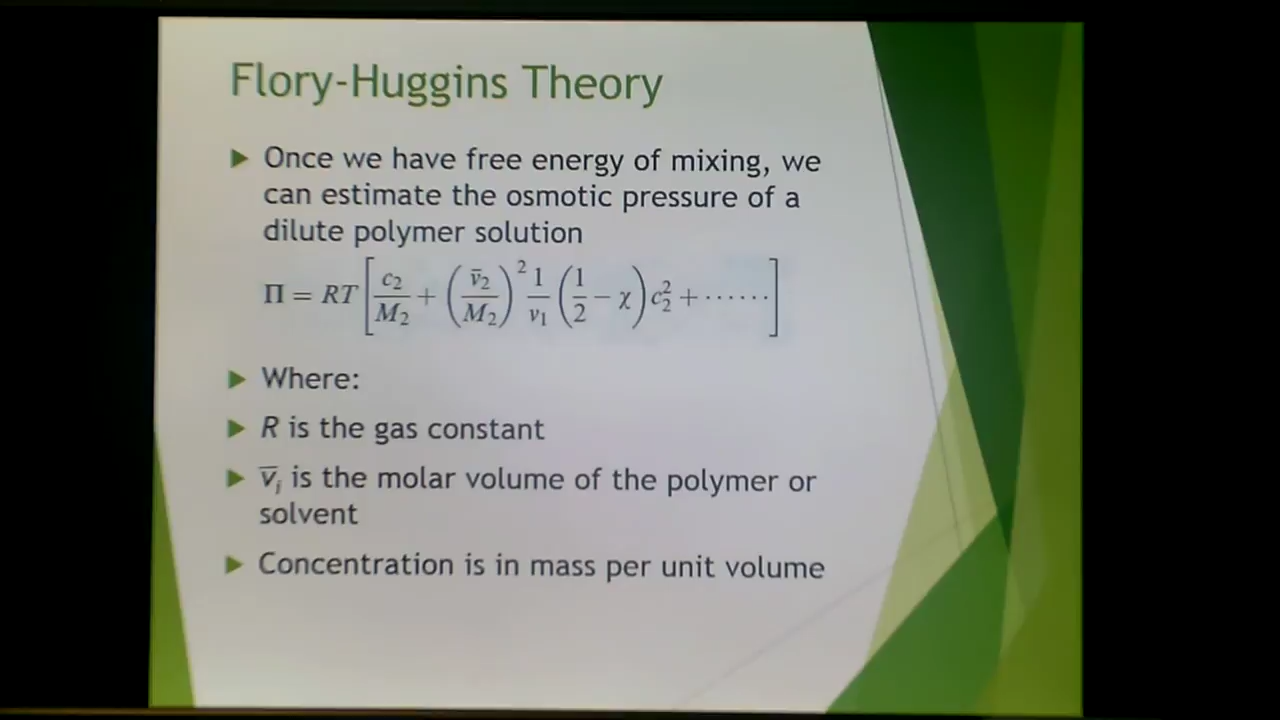 Flory-Huggins Theory
Once we have free energy of mixing, we
can estimate the osmotic pressure of a
dilute polymer solution
Π = RT [ c₂/M₂ + (v̄₂/M₂)² 1/v₁ (1/2 − χ) c₂² + ······ ]
Where:
R is the gas constant
v̄ᵢ is the molar volume of the polymer or
solvent
Concentration is in mass per unit volume